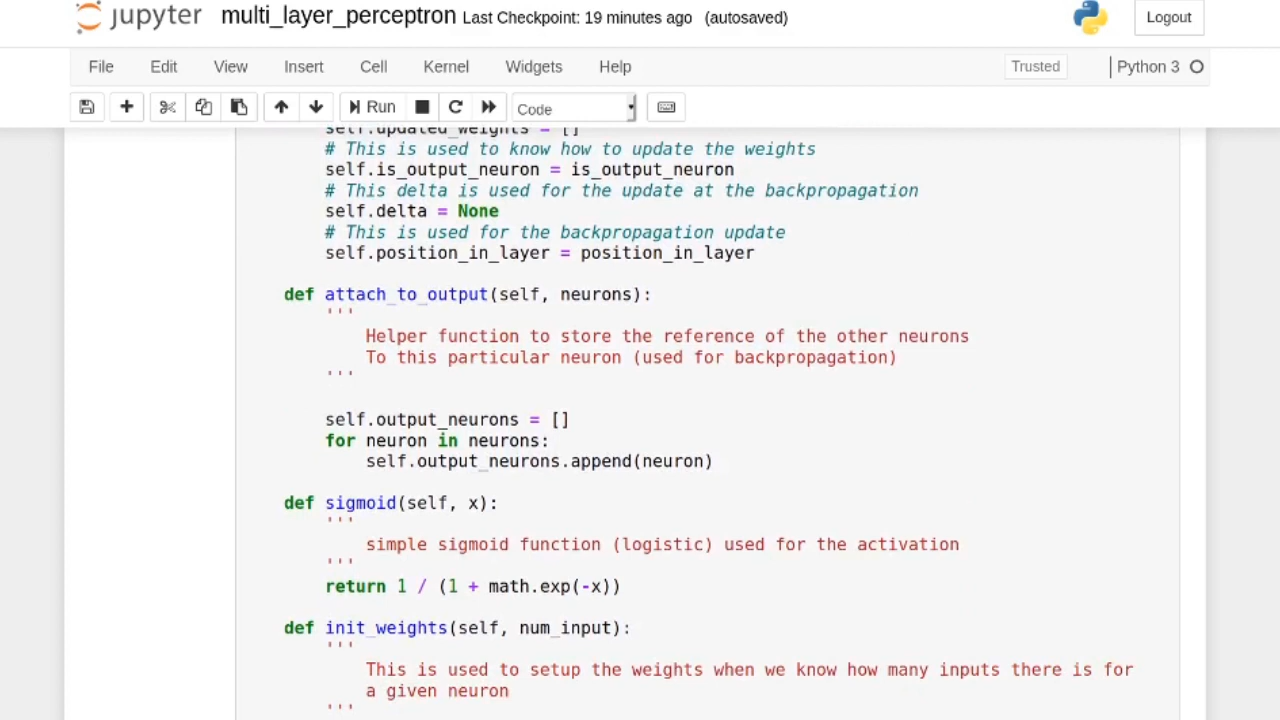 jupyter multi_layer_perceptron Last Checkpoint: 19 minutes ago (autosaved) Logout
File Edit View Insert Cell Kernel Widgets Help Trusted Python 3
Run Code
self.updated_weights = []
# This is used to know how to update the weights
self.is_output_neuron = is_output_neuron
# This delta is used for the update at the backpropagation
self.delta = None
# This is used for the backpropagation update
self.position_in_layer = position_in_layer
def attach_to_output(self, neurons):
'''
Helper function to store the reference of the other neurons
To this particular neuron (used for backpropagation)
'''
self.output_neurons = []
for neuron in neurons:
self.output_neurons.append(neuron)
def sigmoid(self, x):
'''
simple sigmoid function (logistic) used for the activation
'''
return 1 / (1 + math.exp(-x))
def init_weights(self, num_input):
'''
This is used to setup the weights when we know how many inputs there is for
a given neuron
'''